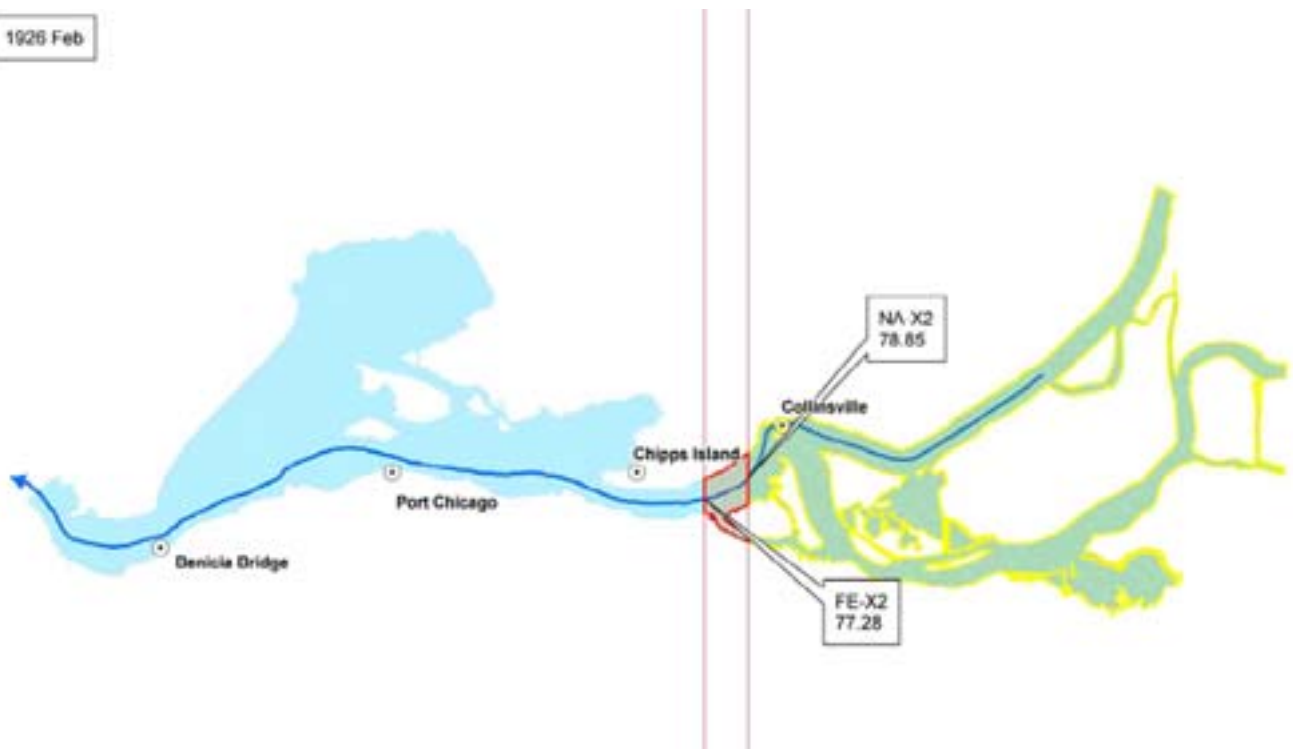 1926 Feb
NA X2
78.85
Collinsville
Chipps Island
Port Chicago
Benicia Bridge
FE-X2
77.28